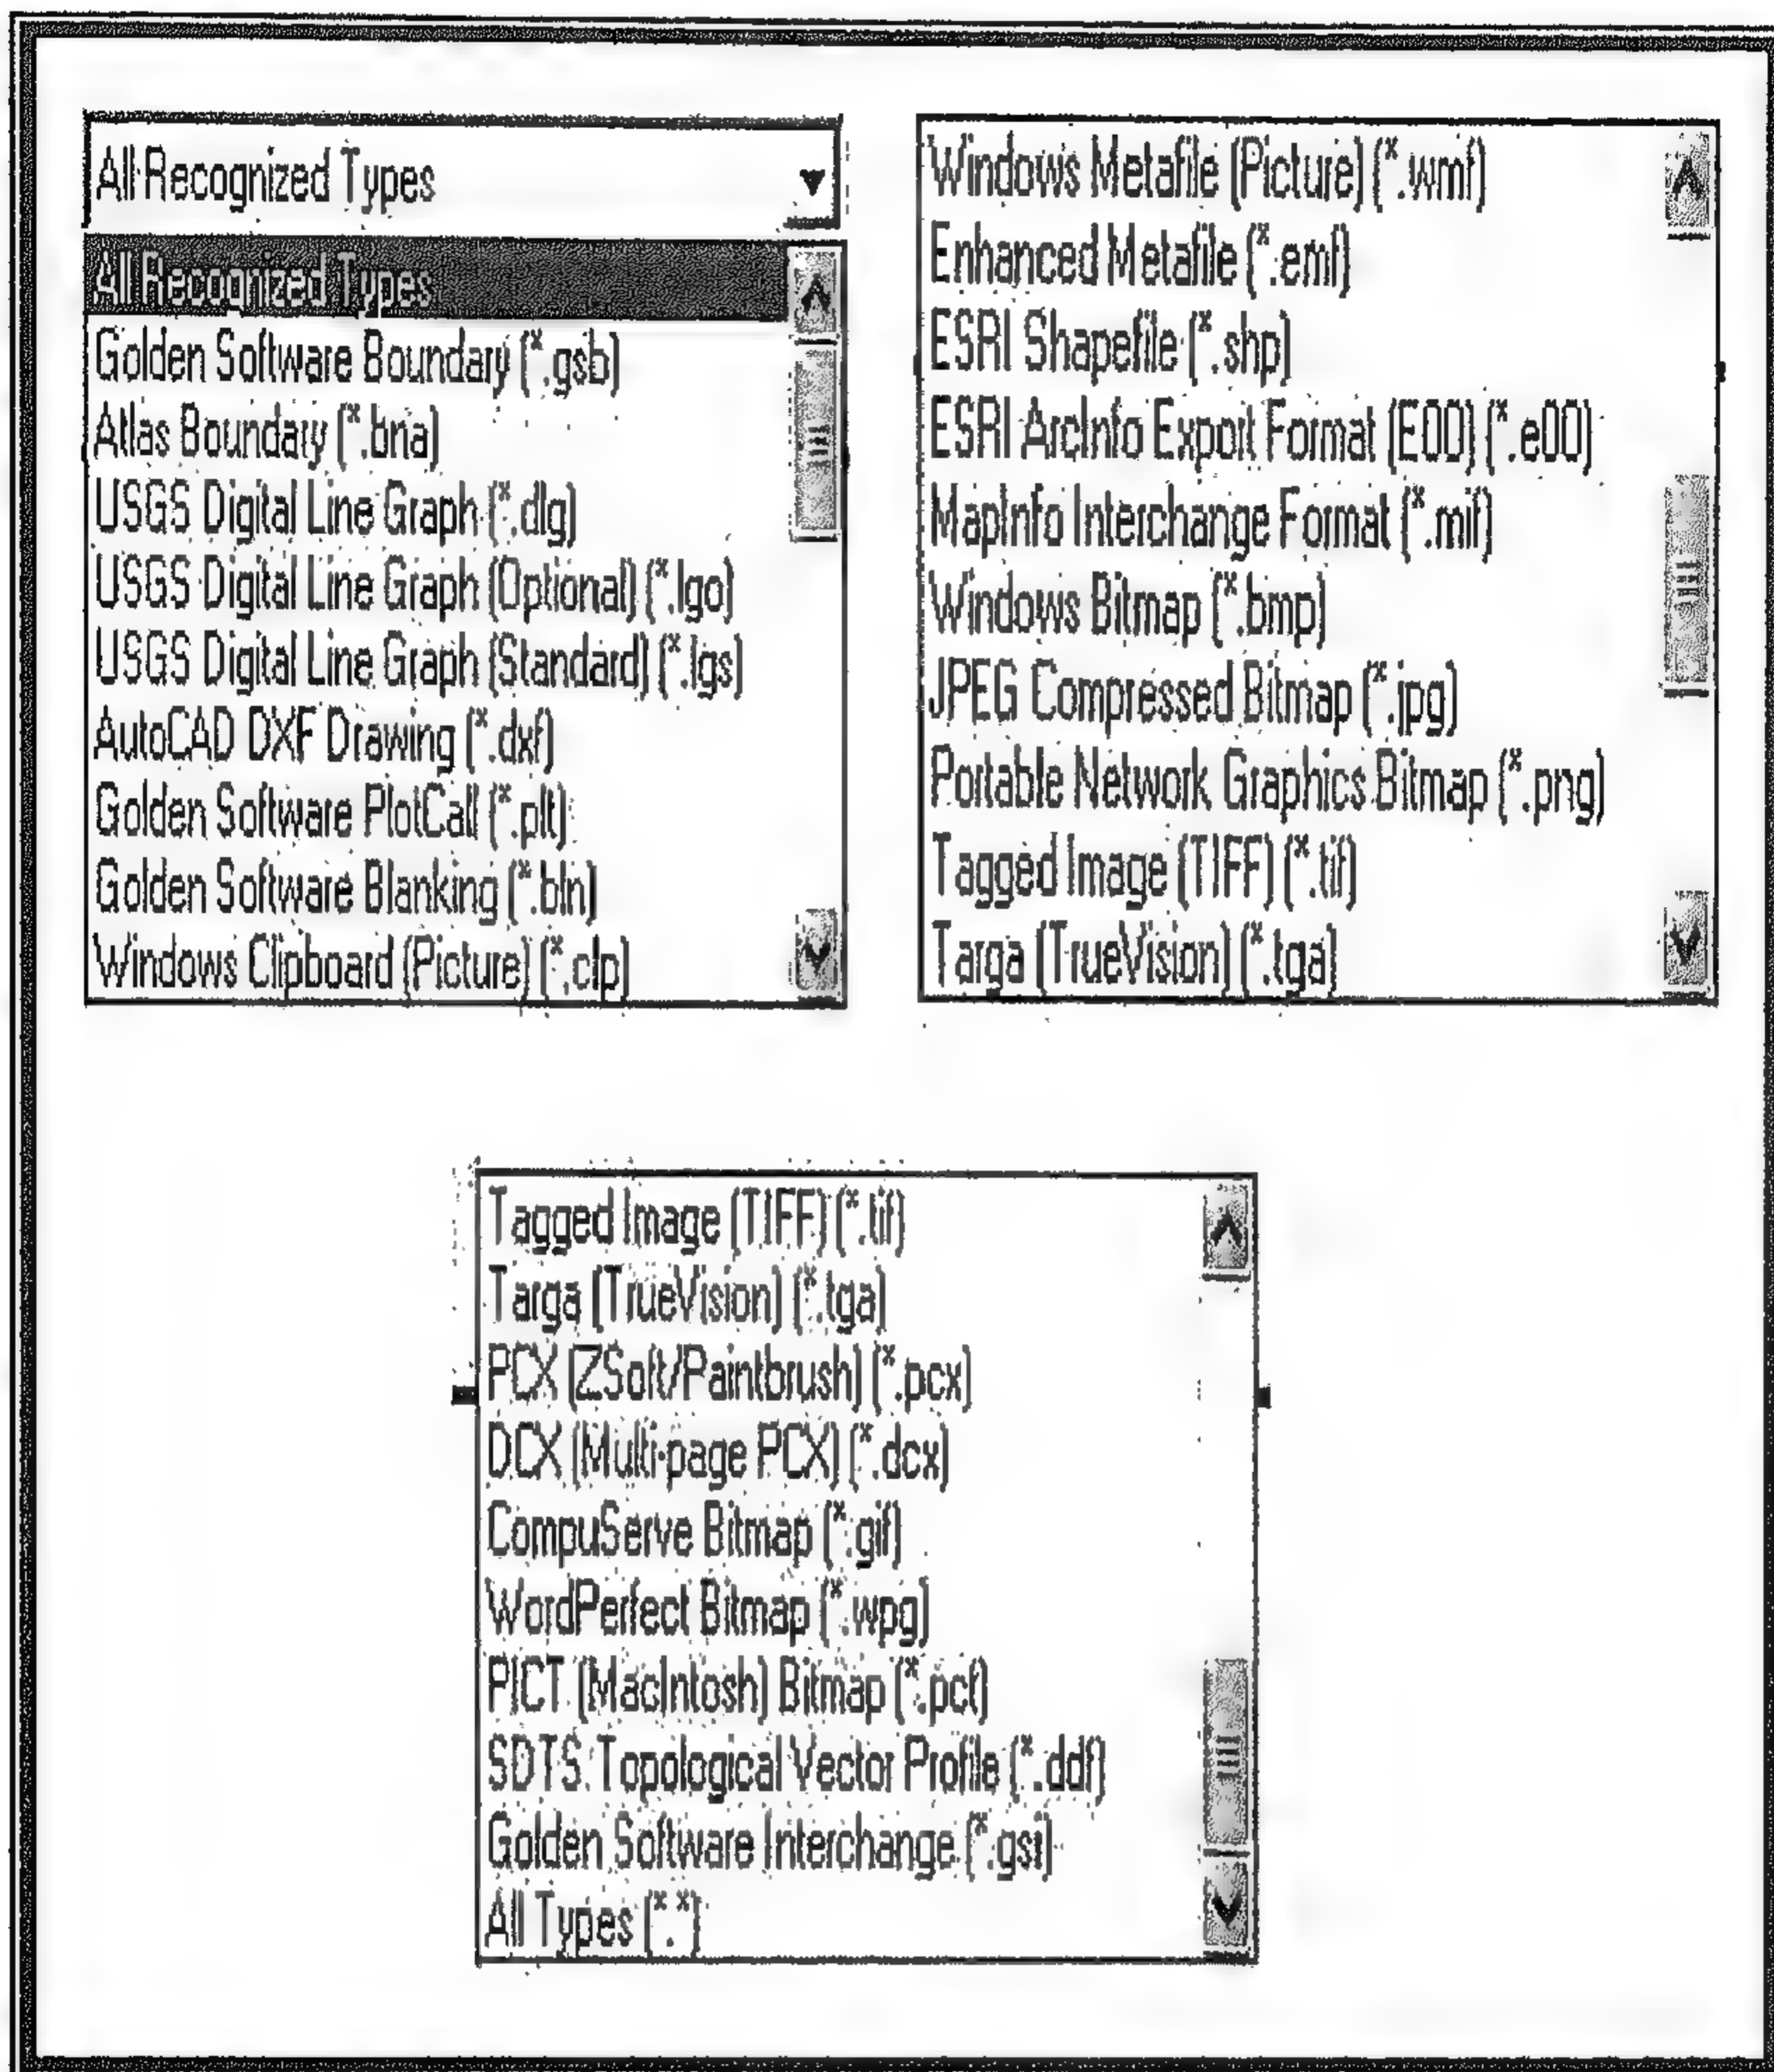 All Recognized Types
All Recognized Types
Golden Software Boundary (*.gsb)
Atlas Boundary (*.bna)
USGS Digital Line Graph (*.dlg)
USGS Digital Line Graph (Optional) (*.lgo)
USGS Digital Line Graph (Standard) (*.lgs)
AutoCAD DXF Drawing (*.dxf)
Golden Software PlotCall (*.plt)
Golden Software Blanking (*.bln)
Windows Clipboard (Picture) (*.clp)
Windows Metafile (Picture) (*.wmf)
Enhanced Metafile (*.emf)
ESRI Shapefile (*.shp)
ESRI ArcInfo Export Format (E00) (*.e00)
MapInfo Interchange Format (*.mif)
Windows Bitmap (*.bmp)
JPEG Compressed Bitmap (*.jpg)
Portable Network Graphics Bitmap (*.png)
Tagged Image (TIFF) (*.tif)
Targa (TrueVision) (*.tga)
Tagged Image (TIFF) (*.tif)
Targa (TrueVision) (*.tga)
PCX (ZSoft/Paintbrush) (*.pcx)
DCX (Multi-page PCX) (*.dcx)
CompuServe Bitmap (*.gif)
WordPerfect Bitmap (*.wpg)
PICT (MacIntosh) Bitmap (*.pct)
SDTS Topological Vector Profile (*.ddf)
Golden Software Interchange (*.gsi)
All Types (*.*)